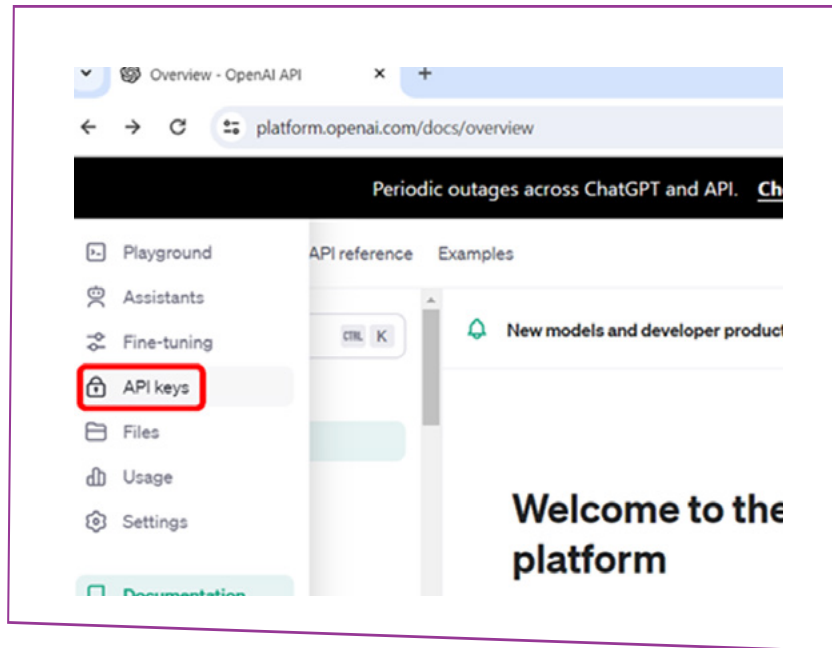 Overview - OpenAI API
platform.openai.com/docs/overview
Periodic outages across ChatGPT and API.
Playground
API reference Examples
Assistants
Fine-tuning
CTRL K
New models and developer product
API keys
Files
Usage
Settings
Welcome to the
platform
Documentation